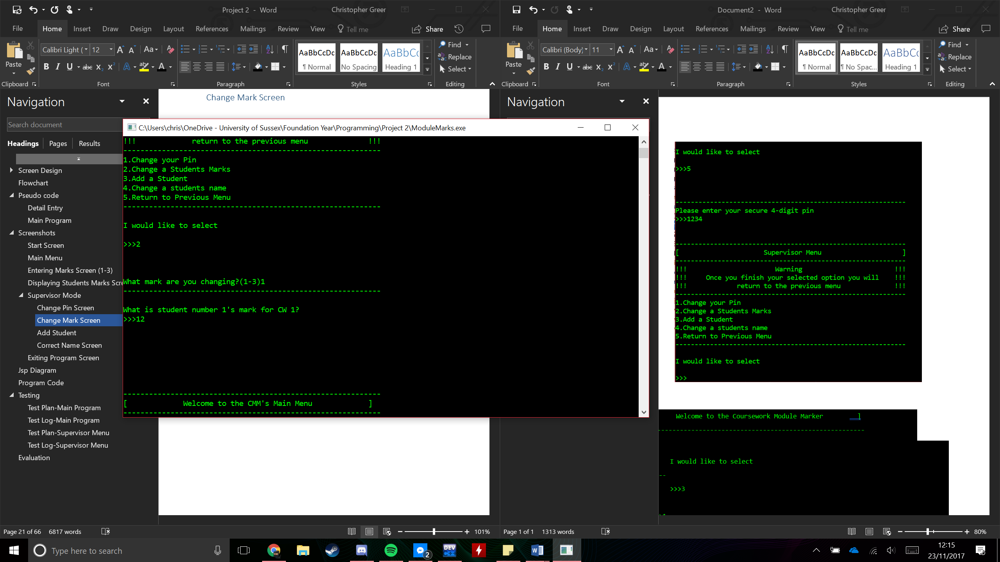 Project 2 - Word
Christopher Greer
File Home Insert Draw Design Layout References Mailings Review View Tell me Share
Calibri Light ( 12
Paste
Clipboard Font Paragraph Styles Editing
AaBbCcDc AaBbCcDc AaBbCc
¶ Normal No Spacing Heading 1
Find
Replace
Select
Navigation
Search document
Headings Pages Results
Screen Design
Flowchart
Pseudo code
Detail Entry
Main Program
Screenshots
Start Screen
Main Menu
Entering Marks Screen (1-3)
Displaying Students Marks Scre
Supervisor Mode
Change Pin Screen
Change Mark Screen
Add Student
Correct Name Screen
Exiting Program Screen
Jsp Diagram
Program Code
Testing
Test Plan-Main Program
Test Log-Main Program
Test Plan-Supervisor Menu
Test Log-Supervisor Menu
Evaluation
Change Mark Screen
C:\Users\chris\OneDrive - University of Sussex\Foundation Year\Programming\Project 2\ModuleMarks.exe
!!! return to the previous menu !!!
------------------------------------------------------------
1.Change your Pin
2.Change a Students Marks
3.Add a Student
4.Change a students name
5.Return to Previous Menu
------------------------------------------------------------
I would like to select
>>>2
What mark are you changing?(1-3)1
------------------------------------------------------------
What is student number 1's mark for CW 1?
>>>12
------------------------------------------------------------
[ Welcome to the CMM's Main Menu ]
------------------------------------------------------------
Page 21 of 66 6817 words 101%
Document2 - Word
Christopher Greer
File Home Insert Draw Design Layout References Mailings Review View Tell me Share
Calibri (Body) 11
Paste
Clipboard Font Paragraph Styles Editing
AaBbCcDc AaBbCcDc AaBbCc
¶ Normal ¶ No Spac... Heading 1
Find
Replace
Select
Navigation
I would like to select
>>>5
------------------------------------------------------------
Please enter your secure 4-digit pin
>>>1234
------------------------------------------------------------
[ Supervisor Menu ]
------------------------------------------------------------
!!! Warning !!!
!!! Once you finish your selected option you will !!!
!!! return to the previous menu !!!
------------------------------------------------------------
1.Change your Pin
2.Change a Students Marks
3.Add a Student
4.Change a students name
5.Return to Previous Menu
------------------------------------------------------------
I would like to select
>>>
Welcome to the Coursework Module Marker ]
------------------------------------------------------------
I would like to select
--
>>>3
Page 1 of 1 1313 words 80%
Type here to search
2
DEV C++
12:15
23/11/2017